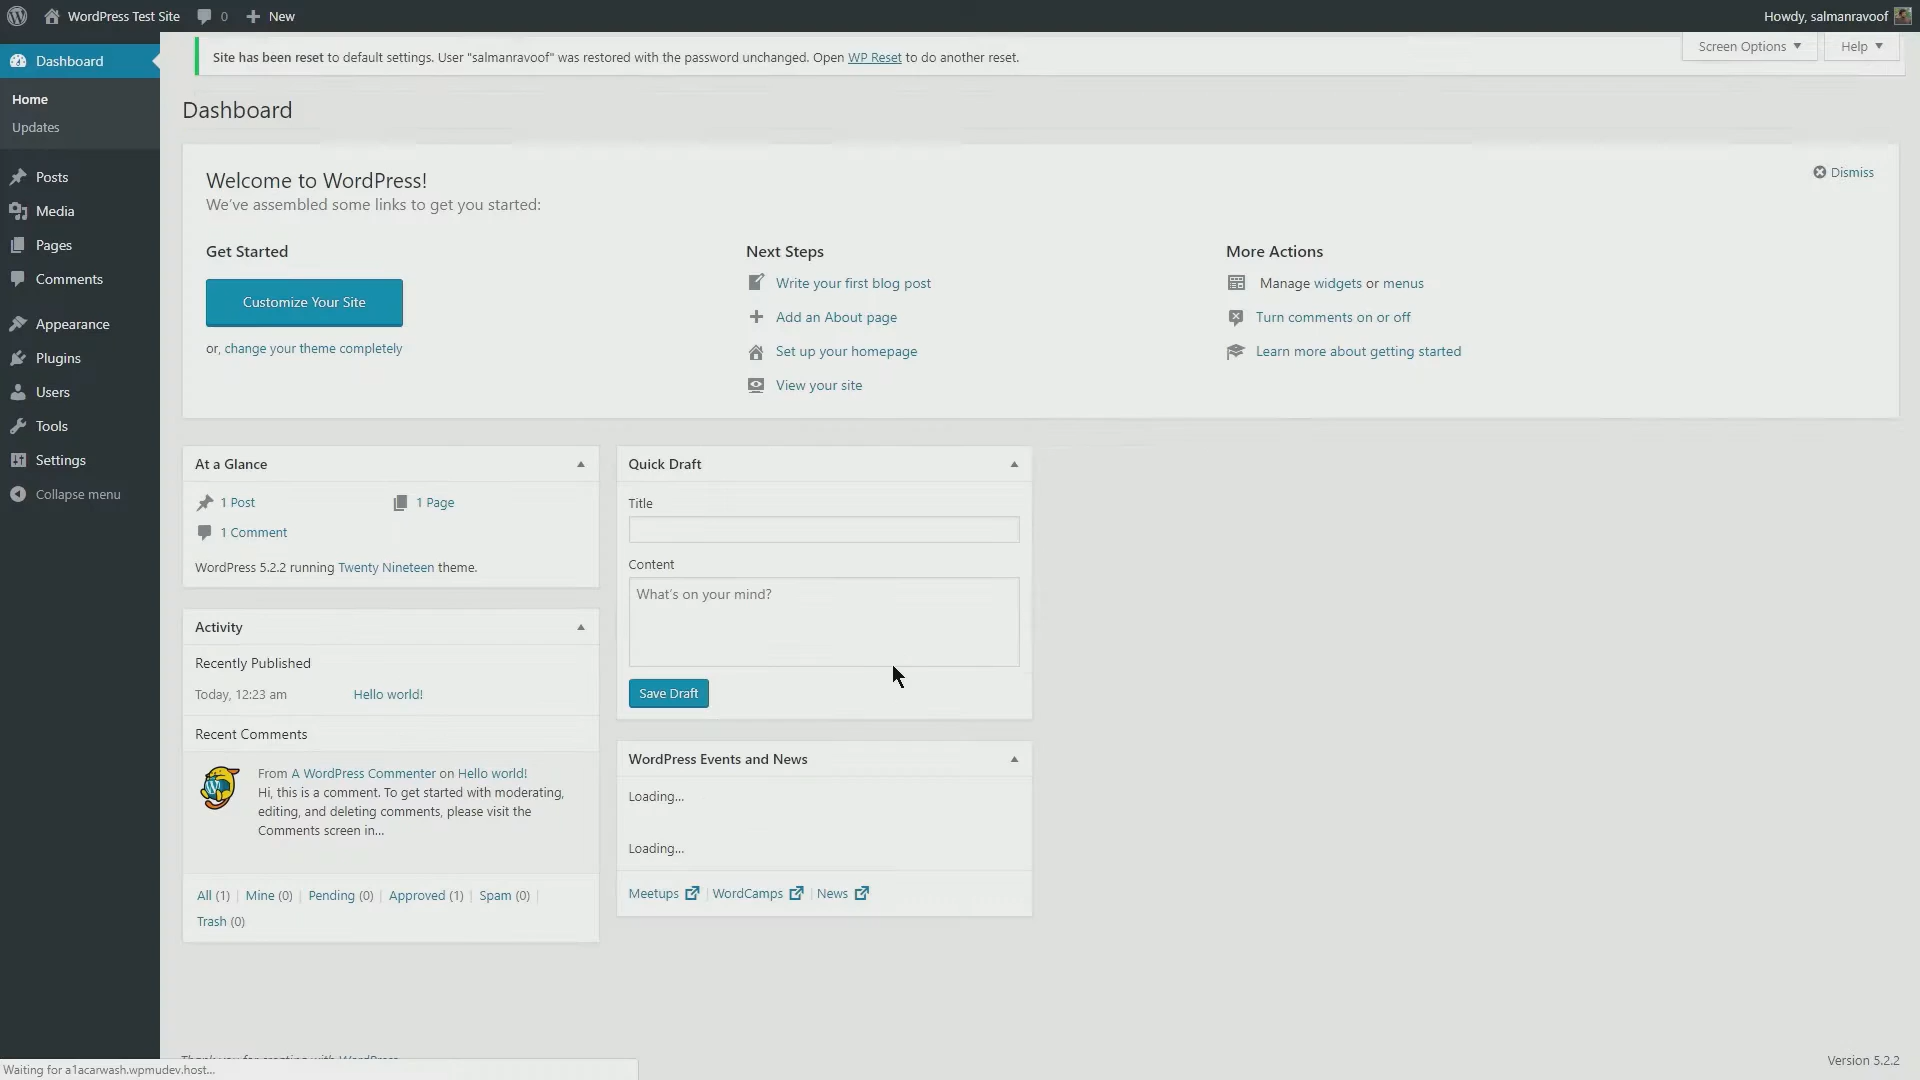 WordPress Test Site 0 New
Howdy, salmanravoof
Dashboard
Home
Updates
Posts
Media
Pages
Comments
Appearance
Plugins
Users
Tools
Settings
Collapse menu
Site has been reset to default settings. User "salmanravoof" was restored with the password unchanged. Open WP Reset to do another reset.
Screen Options
Help
Dashboard
Welcome to WordPress!
We've assembled some links to get you started:
Dismiss
Get Started
Customize Your Site
or, change your theme completely
Next Steps
Write your first blog post
Add an About page
Set up your homepage
View your site
More Actions
Manage widgets or menus
Turn comments on or off
Learn more about getting started
At a Glance
1 Post
1 Page
1 Comment
WordPress 5.2.2 running Twenty Nineteen theme.
Activity
Recently Published
Today, 12:23 am Hello world!
Recent Comments
From A WordPress Commenter on Hello world!
Hi, this is a comment. To get started with moderating,
editing, and deleting comments, please visit the
Comments screen in...
All (1) | Mine (0) | Pending (0) | Approved (1) | Spam (0) |
Trash (0)
Quick Draft
Title
Content
What's on your mind?
Save Draft
WordPress Events and News
Loading...
Loading...
Meetups | WordCamps | News
Thank you for creating with WordPress
Version 5.2.2
Waiting for a1acarwash.wpmudev.host...